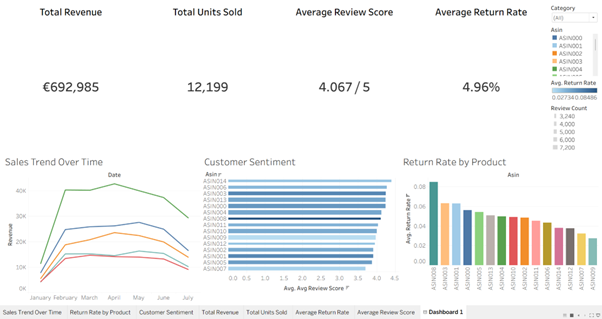 Total Revenue
Total Units Sold
Average Review Score
Average Return Rate
€692,985
12,199
4.067 / 5
4.96%
Category
(All)
Asin
ASIN000
ASIN001
ASIN002
ASIN003
ASIN004
Avg. Return Rate
0.02734 0.08486
Review Count
3,240
4,000
5,000
6,000
7,200
Sales Trend Over Time
Date
Revenue
40K
30K
20K
10K
0K
January February March April May June July
Customer Sentiment
Asin
ASIN014
ASIN006
ASIN001
ASIN013
ASIN004
ASIN008
ASIN011
ASIN003
ASIN012
ASIN002
ASIN009
ASIN007
0.0 0.5 1.0 1.5 2.0 2.5 3.0 3.5 4.0 4.5
Avg. Avg Review Score
Return Rate by Product
Asin
Avg. Return Rate
0.08
0.06
0.04
0.02
ASIN008
ASIN003
ASIN001
ASIN000
ASIN005
ASIN013
ASIN004
ASIN010
ASIN002
ASIN011
ASIN006
ASIN014
ASIN012
ASIN007
ASIN009
Sales Trend Over Time
Return Rate by Product
Customer Sentiment
Total Revenue
Total Units Sold
Average Return Rate
Average Review Score
Dashboard 1